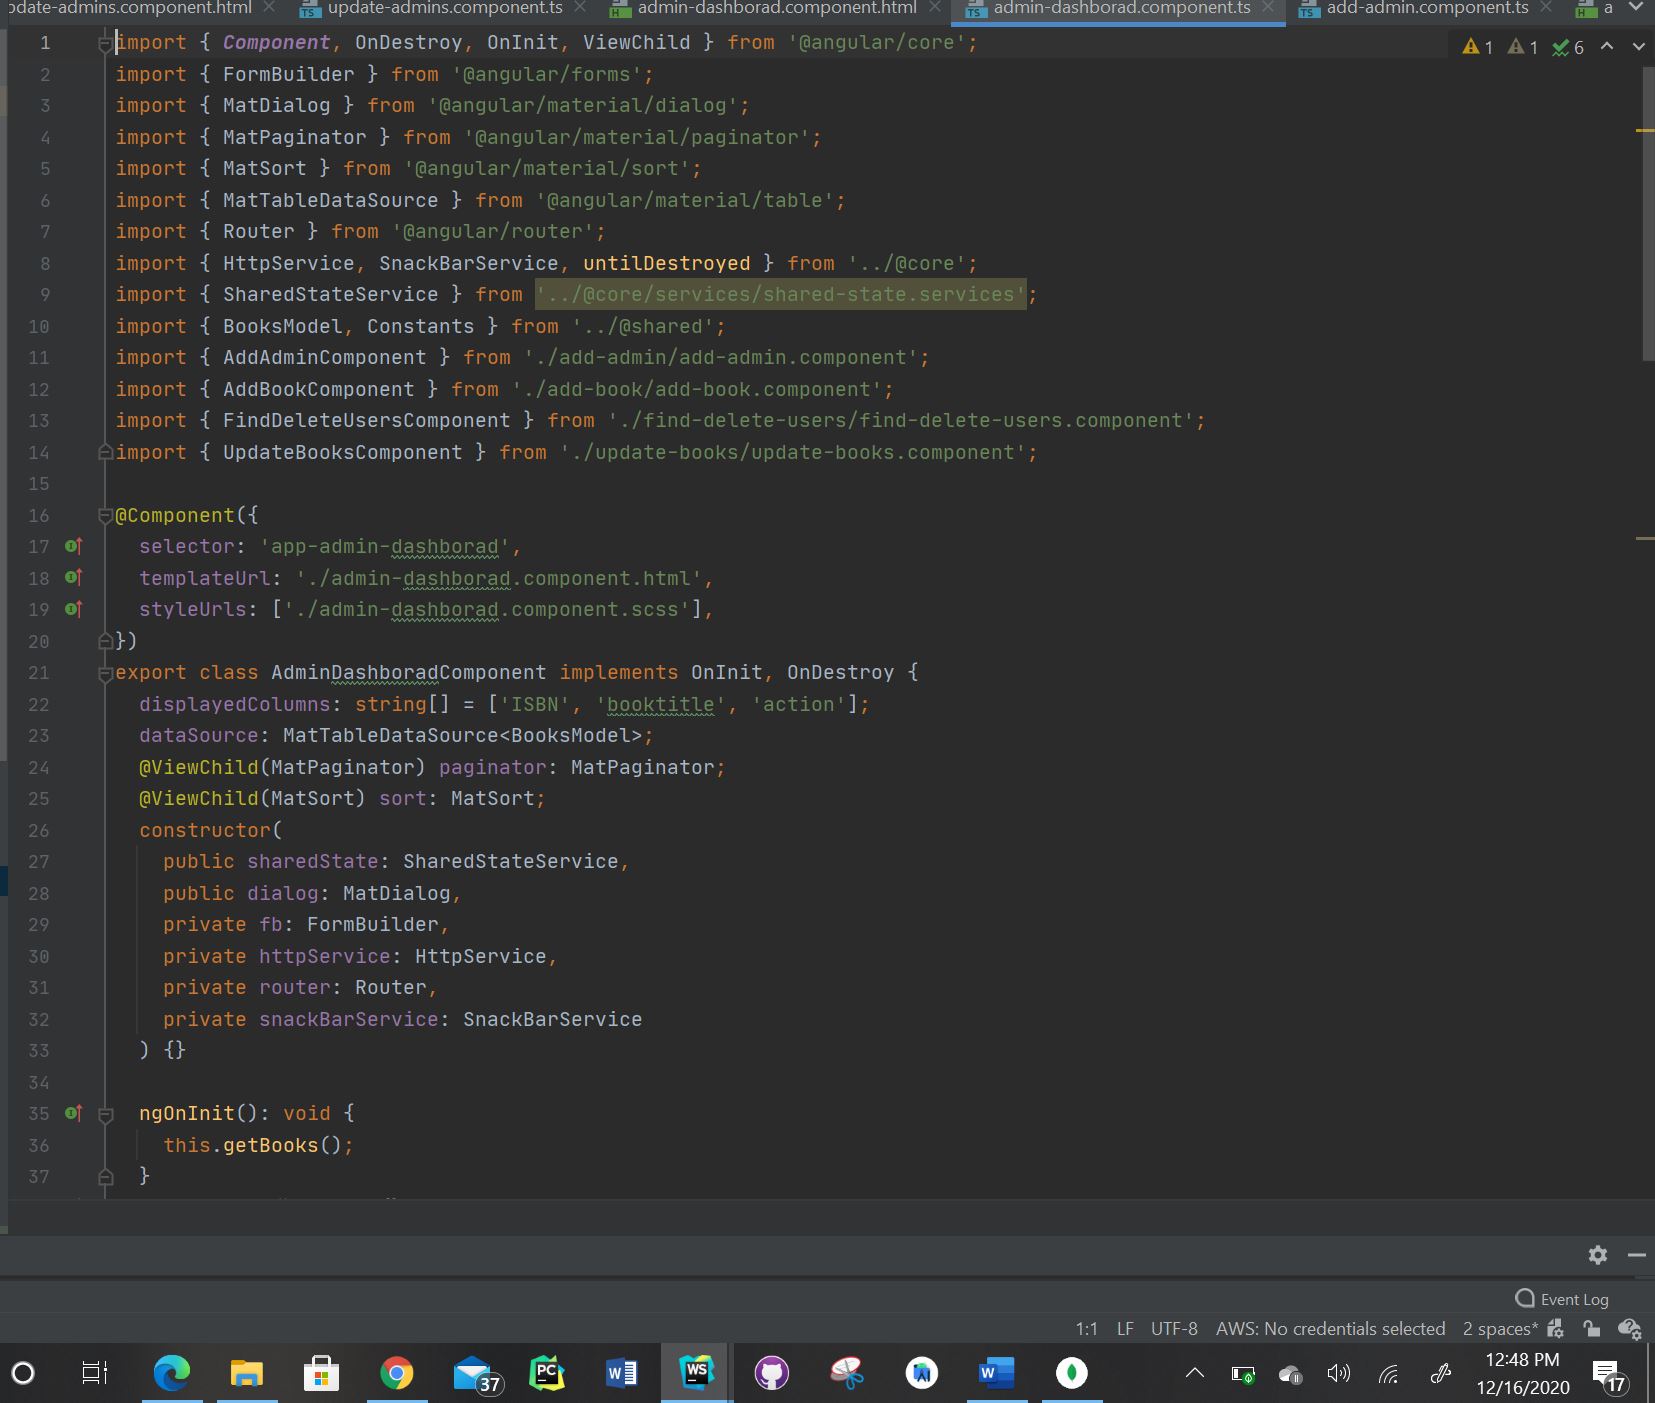 pdate-admins.component.html
update-admins.component.ts
admin-dashborad.component.html
admin-dashborad.component.ts
add-admin.component.ts
a
1 import { Component, OnDestroy, OnInit, ViewChild } from '@angular/core';
1 1 6
2 import { FormBuilder } from '@angular/forms';
3 import { MatDialog } from '@angular/material/dialog';
4 import { MatPaginator } from '@angular/material/paginator';
5 import { MatSort } from '@angular/material/sort';
6 import { MatTableDataSource } from '@angular/material/table';
7 import { Router } from '@angular/router';
8 import { HttpService, SnackBarService, untilDestroyed } from '../@core';
9 import { SharedStateService } from '../@core/services/shared-state.services';
10 import { BooksModel, Constants } from '../@shared';
11 import { AddAdminComponent } from './add-admin/add-admin.component';
12 import { AddBookComponent } from './add-book/add-book.component';
13 import { FindDeleteUsersComponent } from './find-delete-users/find-delete-users.component';
14 import { UpdateBooksComponent } from './update-books/update-books.component';
15
16 @Component({
17   selector: 'app-admin-dashborad',
18   templateUrl: './admin-dashborad.component.html',
19   styleUrls: ['./admin-dashborad.component.scss'],
20 })
21 export class AdminDashboradComponent implements OnInit, OnDestroy {
22   displayedColumns: string[] = ['ISBN', 'booktitle', 'action'];
23   dataSource: MatTableDataSource<BooksModel>;
24   @ViewChild(MatPaginator) paginator: MatPaginator;
25   @ViewChild(MatSort) sort: MatSort;
26   constructor(
27     public sharedState: SharedStateService,
28     public dialog: MatDialog,
29     private fb: FormBuilder,
30     private httpService: HttpService,
31     private router: Router,
32     private snackBarService: SnackBarService
33   ) {}
34
35   ngOnInit(): void {
36     this.getBooks();
37   }
Event Log
1:1 LF UTF-8 AWS: No credentials selected 2 spaces*
37
PC
W
WS
W
12:48 PM
12/16/2020
17